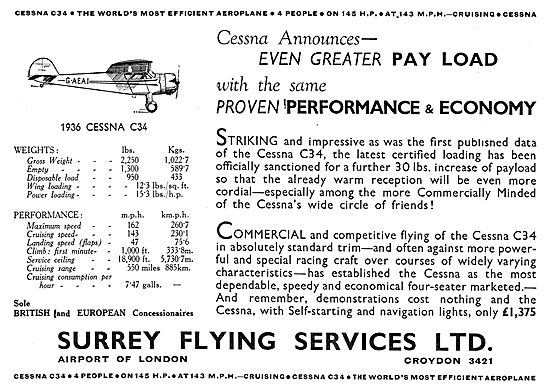 CESSNA C34 • THE WORLD'S MOST EFFICIENT AEROPLANE • 4 PEOPLE • ON 145 H.P. • AT 143 M.P.H.—CRUISING • CESSNA
Cessna Announces—
EVEN GREATER PAY LOAD
with the same
PROVEN PERFORMANCE & ECONOMY
G-AEAI
1936 CESSNA C34
WEIGHTS: lbs. Kgs.
Gross Weight - - - 2,250 1,022·7
Empty - - - - 1,300 589·7
Disposable load - - 950 433
Wing loading - - - 12·3 lbs./sq. ft.
Power loading - - - 15·3 lbs./h.p.
PERFORMANCE: m.p.h. km.p.h.
Maximum speed - - 162 260·7
Cruising speed - - - 143 230·1
Landing speed (flaps) - 47 75·6
Climb: first minute- - 1,000 ft. 333·8m.
Service ceiling - - 18,900 ft. 5,730·7m.
Cruising range - - 550 miles 885km.
Cruising consumption per
hour - - - - 7·47 galls. —
Sole
BRITISH and EUROPEAN Concessionaires
STRIKING and impressive as was the first published data
of the Cessna C34, the latest certified loading has been
officially sanctioned for a further 30 lbs. increase of payload
so that the already warm reception will be even more
cordial—especially among the more Commercially Minded
of the Cessna's wide circle of friends!
COMMERCIAL and competitive flying of the Cessna C34
in absolutely standard trim—and often against more power-
ful and special racing craft over courses of widely varying
characteristics—has established the Cessna as the most
dependable, speedy and economical four-seater marketed.—
And remember, demonstrations cost nothing and the
Cessna, with Self-starting and navigation lights, only £1,375
SURREY FLYING SERVICES LTD.
AIRPORT OF LONDON CROYDON 3421
CESSNA C34 • 4 PEOPLE • ON 145 H.P. • AT 143 M.P.H.—CRUISING • CESSNA C34 • THE WORLD'S MOST EFFICIENT AEROPLANE